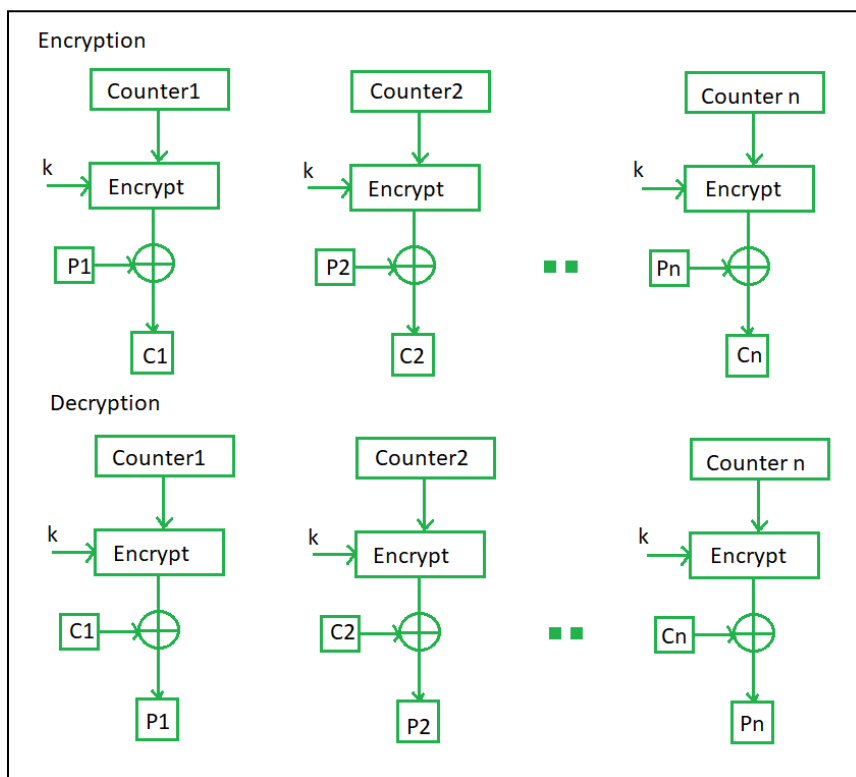 Encryption
Counter1 Counter2 Counter n
k Encrypt k Encrypt k Encrypt
P1 P2 Pn
C1 C2 Cn
Decryption
Counter1 Counter2 Counter n
k Encrypt k Encrypt k Encrypt
C1 C2 Cn
P1 P2 Pn